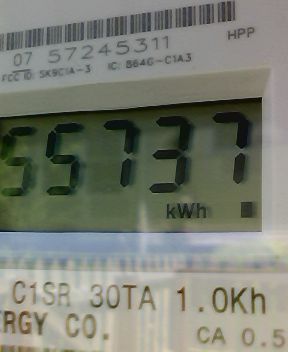 07 57245311
HPP
FCC ID: SK9C1A-3 IC: 864G-C1A3
55737
kWh
C1SR 30TA 1.0Kh
RGY CO.
CA 0.5